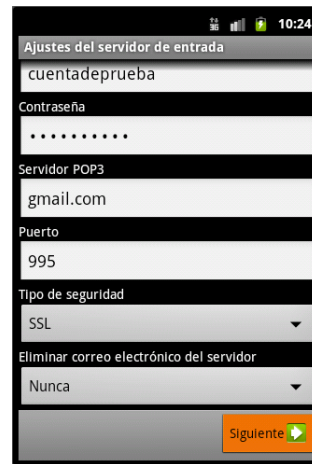 3G 10:24
Ajustes del servidor de entrada
cuentadeprueba
Contraseña
••••••••••
Servidor POP3
gmail.com
Puerto
995
Tipo de seguridad
SSL
Eliminar correo electrónico del servidor
Nunca
Siguiente